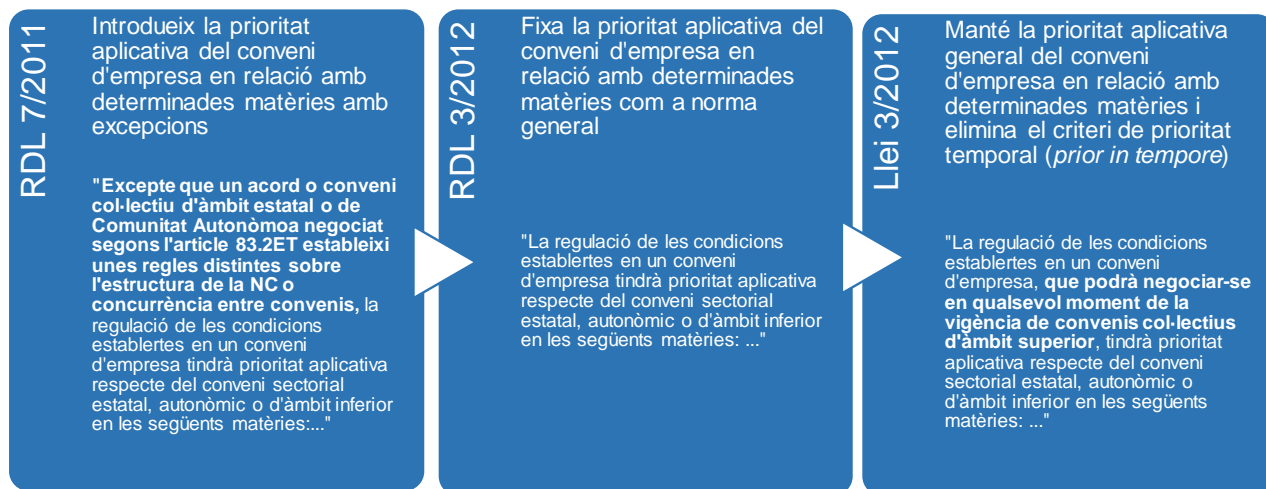 RDL 7/2011
Introdueix la prioritat
aplicativa del conveni
d'empresa en relació amb
determinades matèries amb
excepcions
"Excepte que un acord o conveni
col·lectiu d'àmbit estatal o de
Comunitat Autonòmoa negociat
segons l'article 83.2ET estableixi
unes regles distintes sobre
l'estructura de la NC o
concurrència entre convenis, la
regulació de les condicions
establertes en un conveni
d'empresa tindrà prioritat aplicativa
respecte del conveni sectorial
estatal, autonòmic o d'àmbit inferior
en les següents matèries:..."
RDL 3/2012
Fixa la prioritat aplicativa del
conveni d'empresa en
relació amb determinades
matèries com a norma
general
"La regulació de les condicions
establertes en un conveni
d'empresa tindrà prioritat aplicativa
respecte del conveni sectorial
estatal, autonòmic o d'àmbit inferior
en les següents matèries: ..."
Llei 3/2012
Manté la prioritat aplicativa
general del conveni
d'empresa en relació amb
determinades matèries i
elimina el criteri de prioritat
temporal (prior in tempore)
"La regulació de les condicions
establertes en un conveni
d'empresa, que podrà negociar-se
en qualsevol moment de la
vigència de convenis col·lectius
d'àmbit superior, tindrà prioritat
aplicativa respecte del conveni
sectorial estatal, autonòmic o
d'àmbit inferior en les següents
matèries: ..."